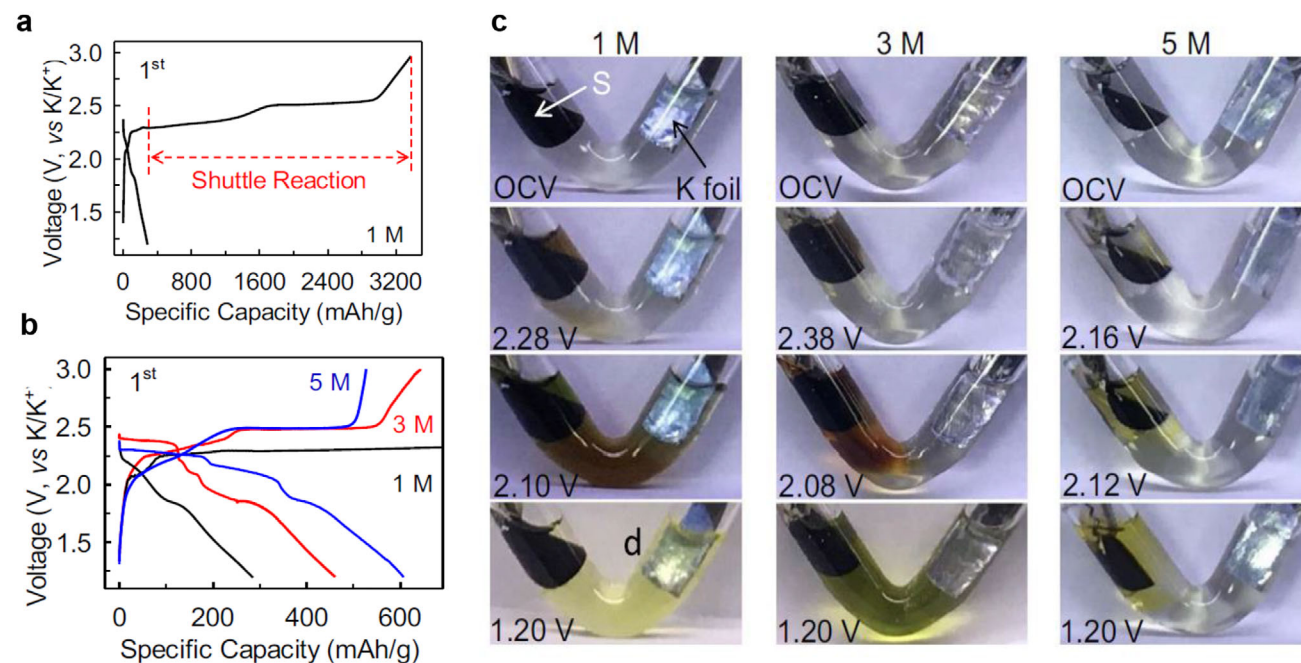 a
3.0
2.5
2.0
1.5
Voltage (V, vs K/K+)
1st
Shuttle Reaction
1 M
0 800 1600 2400 3200
Specific Capacity (mAh/g)
b
3.0
2.5
2.0
1.5
Voltage (V, vs K/K+
1st
5 M
3 M
1 M
0 200 400 600
Specific Capacity (mAh/g)
c
1 M 3 M 5 M
S
K foil
OCV OCV OCV
2.28 V 2.38 V 2.16 V
2.10 V 2.08 V 2.12 V
d
1.20 V 1.20 V 1.20 V